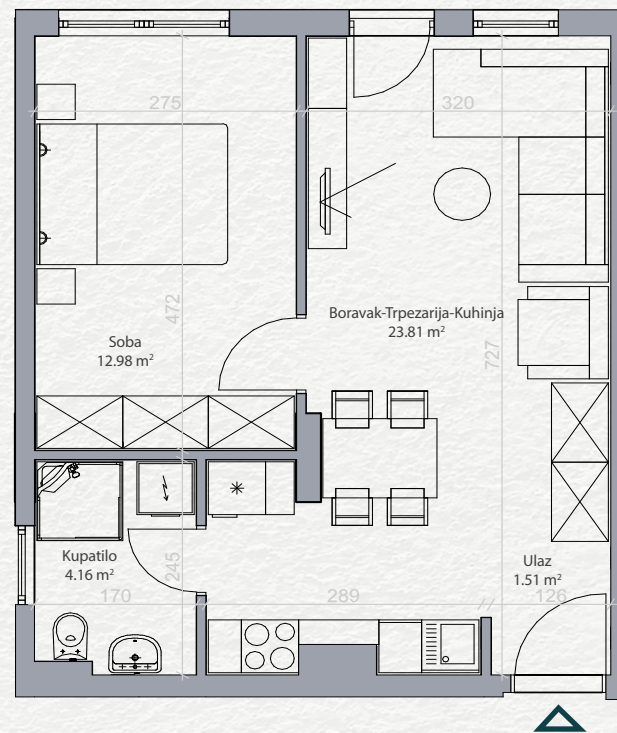 275
320
472
727
Soba
12.98 m²
Boravak-Trpezarija-Kuhinja
23.81 m²
Kupatilo
4.16 m²
245
Ulaz
1.51 m²
170
289
126